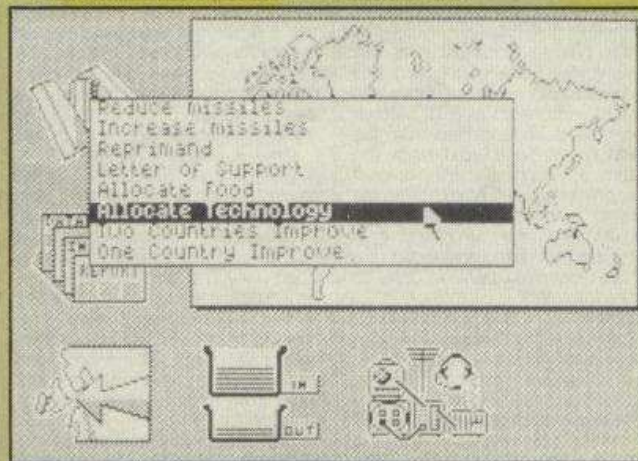 Reduce missiles
Increase missiles
Reprimand
Letter of Support
Allocate Food
Allocate Technology
Two Countries Improve
One Country Improve
REPORT
IN
OUT